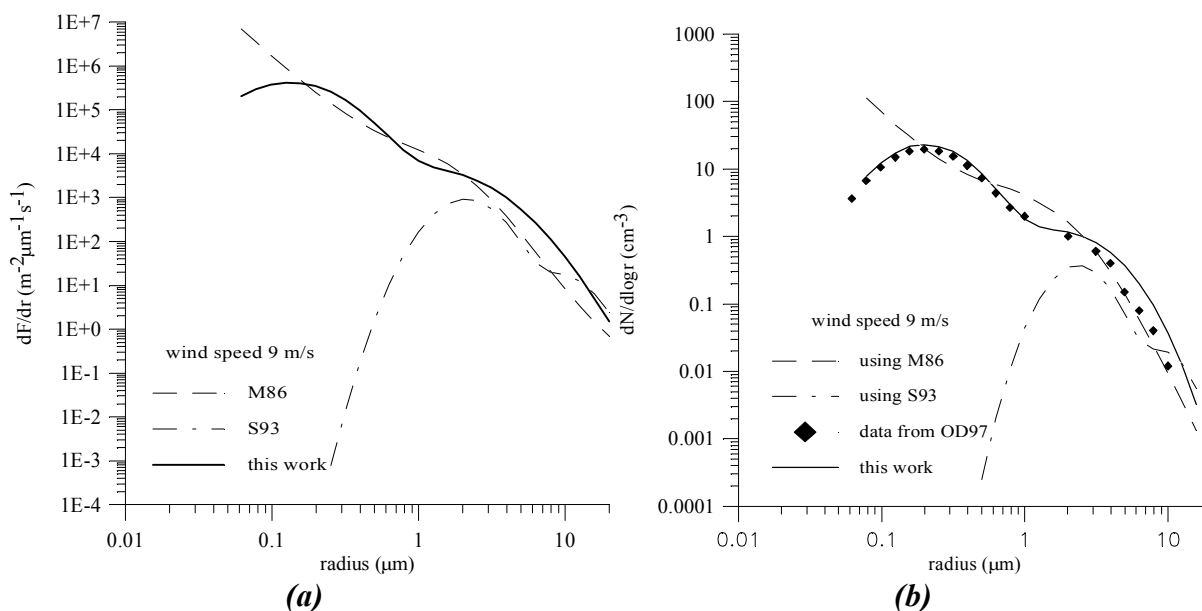 1E+7
1E+6
1E+5
1E+4
1E+3
1E+2
1E+1
1E+0
1E-1
1E-2
1E-3
1E-4
dF/dr (m-2μm-1s-1)
wind speed 9 m/s
M86
S93
this work
0.01
0.1
1
10
radius (μm)
(a)
1000
100
10
1
0.1
0.01
0.001
0.0001
dN/dlogr (cm-3)
wind speed 9 m/s
using M86
using S93
data from OD97
this work
0.01
0.1
1
10
radius (μm)
(b)